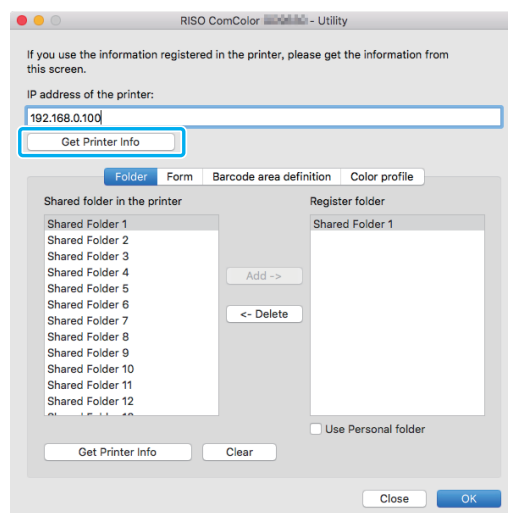 RISO ComColor - Utility
If you use the information registered in the printer, please get the information from
this screen.
IP address of the printer:
192.168.0.100
Get Printer Info
Folder Form Barcode area definition Color profile
Shared folder in the printer
Register folder
Shared Folder 1
Shared Folder 2
Shared Folder 3
Shared Folder 4
Shared Folder 5
Shared Folder 6
Shared Folder 7
Shared Folder 8
Shared Folder 9
Shared Folder 10
Shared Folder 11
Shared Folder 12
Add ->
<- Delete
Shared Folder 1
Use Personal folder
Get Printer Info
Clear
Close
OK